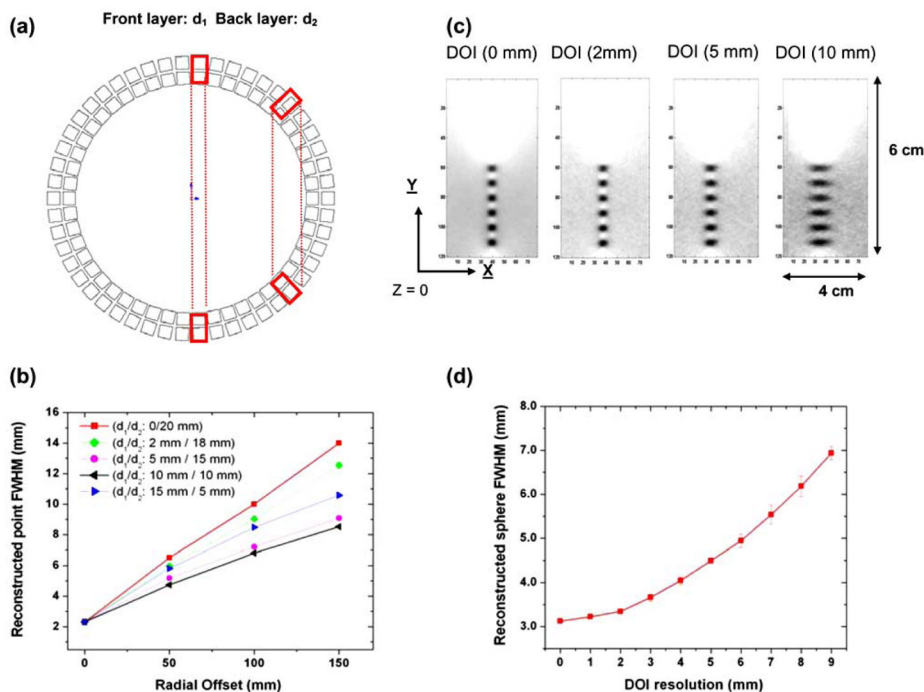 Front layer: d₁ Back layer: d₂
(a)
(c)
DOI (0 mm) DOI (2mm) DOI (5 mm) DOI (10 mm)
6 cm
Y
X
Z = 0
4 cm
(b)
Reconstructed point FWHM (mm)
16
14
12
10
8
6
4
2
(d₁/d₂: 0/20 mm)
(d₁/d₂: 2 mm / 18 mm)
(d₁/d₂: 5 mm / 15 mm)
(d₁/d₂: 10 mm / 10 mm)
(d₁/d₂: 15 mm / 5 mm)
0 50 100 150
Radial Offset (mm)
(d)
Reconstructed sphere FWHM (mm)
8.0
7.0
6.0
5.0
4.0
3.0
0 1 2 3 4 5 6 7 8 9
DOI resolution (mm)